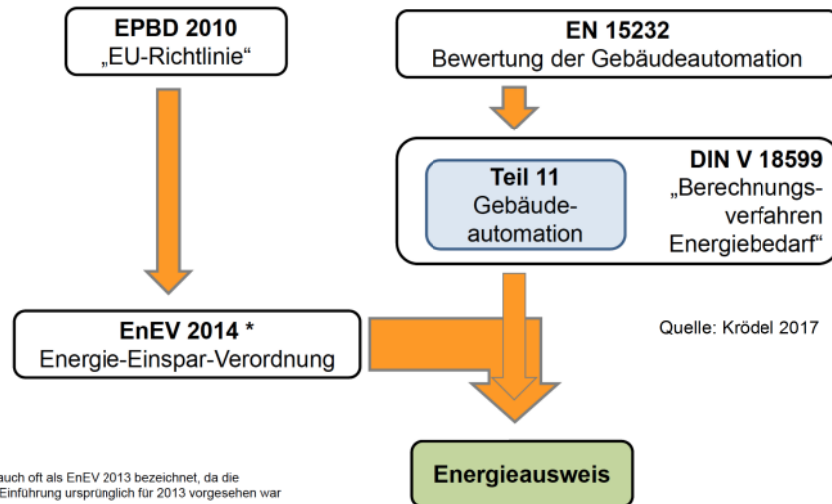 EPBD 2010
„EU-Richtlinie“
EN 15232
Bewertung der Gebäudeautomation
Teil 11
Gebäude-
automation
DIN V 18599
„Berechnungs-
verfahren
Energiebedarf“
EnEV 2014 *
Energie-Einspar-Verordnung
Quelle: Krödel 2017
auch oft als EnEV 2013 bezeichnet, da die
Einführung ursprünglich für 2013 vorgesehen war
Energieausweis